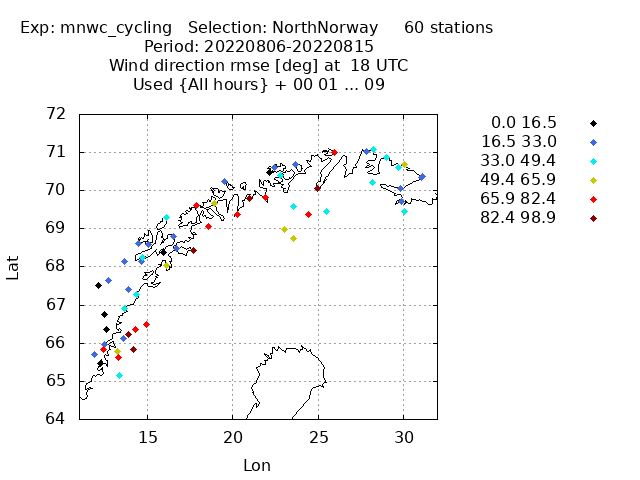 Exp: mnwc_cycling   Selection: NorthNorway     60 stations
Period: 20220806-20220815
Wind direction rmse [deg] at  18 UTC
Used {All hours} + 00 01 ... 09
72
71
70
69
68
67
66
65
64
Lat
15 20 25 30
Lon
0.0 16.5
16.5 33.0
33.0 49.4
49.4 65.9
65.9 82.4
82.4 98.9